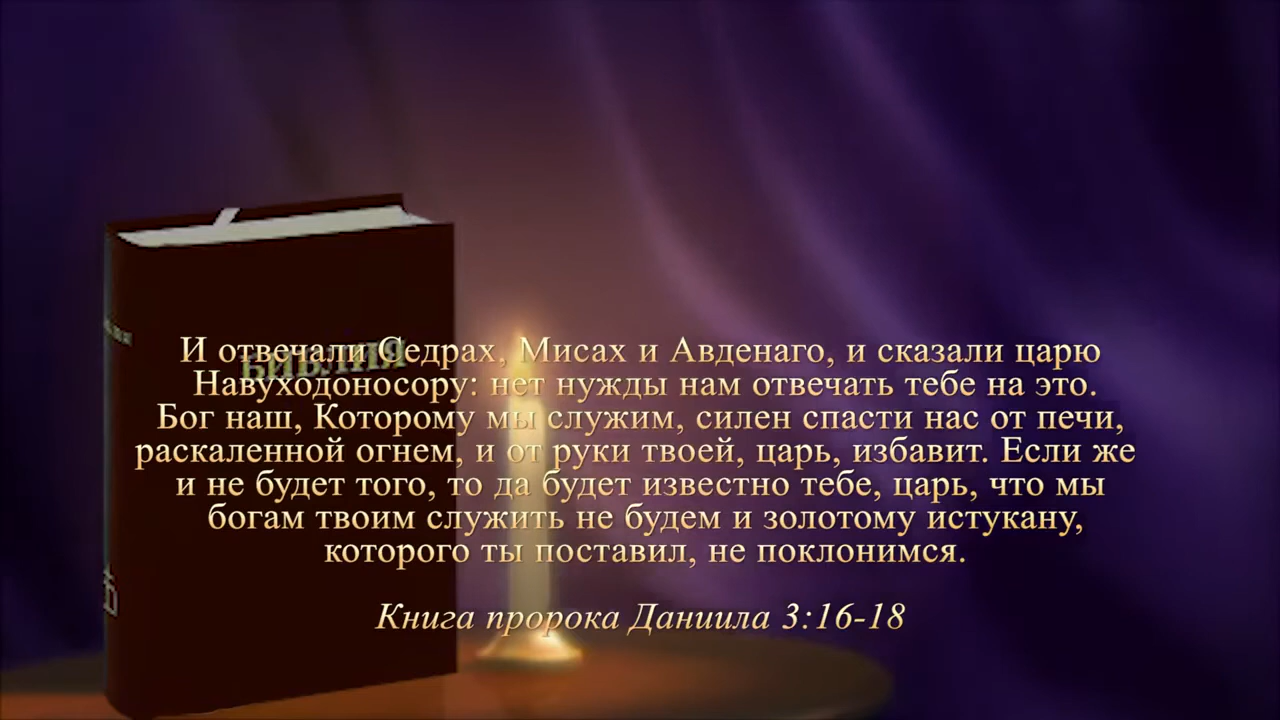 БИБЛИЯ
И отвечали Седрах, Мисах и Авденаго, и сказали царю
Навуходоносору: нет нужды нам отвечать тебе на это.
Бог наш, Которому мы служим, силен спасти нас от печи,
раскаленной огнем, и от руки твоей, царь, избавит. Если же
и не будет того, то да будет известно тебе, царь, что мы
богам твоим служить не будем и золотому истукану,
которого ты поставил, не поклонимся.
Книга пророка Даниила 3:16-18